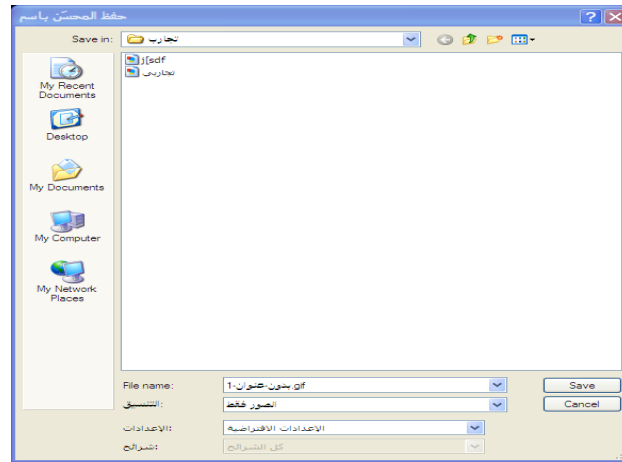 حفظ المحسّن باسم
Save in: تجارب
My Recent
Documents
Desktop
My Documents
My Computer
My Network
Places
j[sdf
تجاربي
File name: بدون-عنوان-1.gif
التنسيق: الصور فقط
الإعدادات: الإعدادات الافتراضية
شرائح: كل الشرائح
Save
Cancel